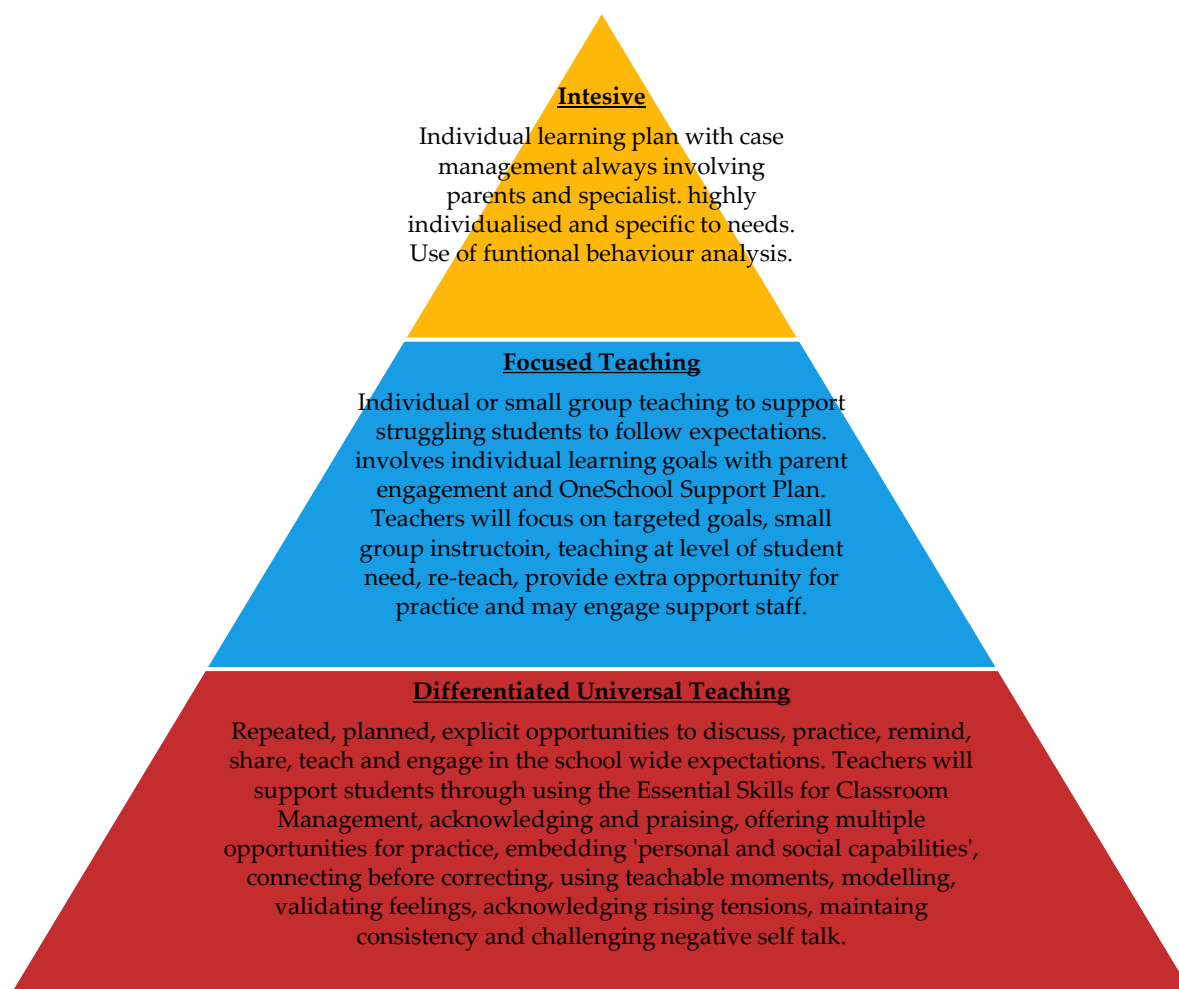 Intesive
Individual learning plan with case
management always involving
parents and specialist. highly
individualised and specific to needs.
Use of funtional behaviour analysis.
Focused Teaching
Individual or small group teaching to support
struggling students to follow expectations.
involves individual learning goals with parent
engagement and OneSchool Support Plan.
Teachers will focus on targeted goals, small
group instructoin, teaching at level of student
need, re-teach, provide extra opportunity for
practice and may engage support staff.
Differentiated Universal Teaching
Repeated, planned, explicit opportunities to discuss, practice, remind,
share, teach and engage in the school wide expectations. Teachers will
support students through using the Essential Skills for Classroom
Management, acknowledging and praising, offering multiple
opportunities for practice, embedding 'personal and social capabilities',
connecting before correcting, using teachable moments, modelling,
validating feelings, acknowledging rising tensions, maintaing
consistency and challenging negative self talk.